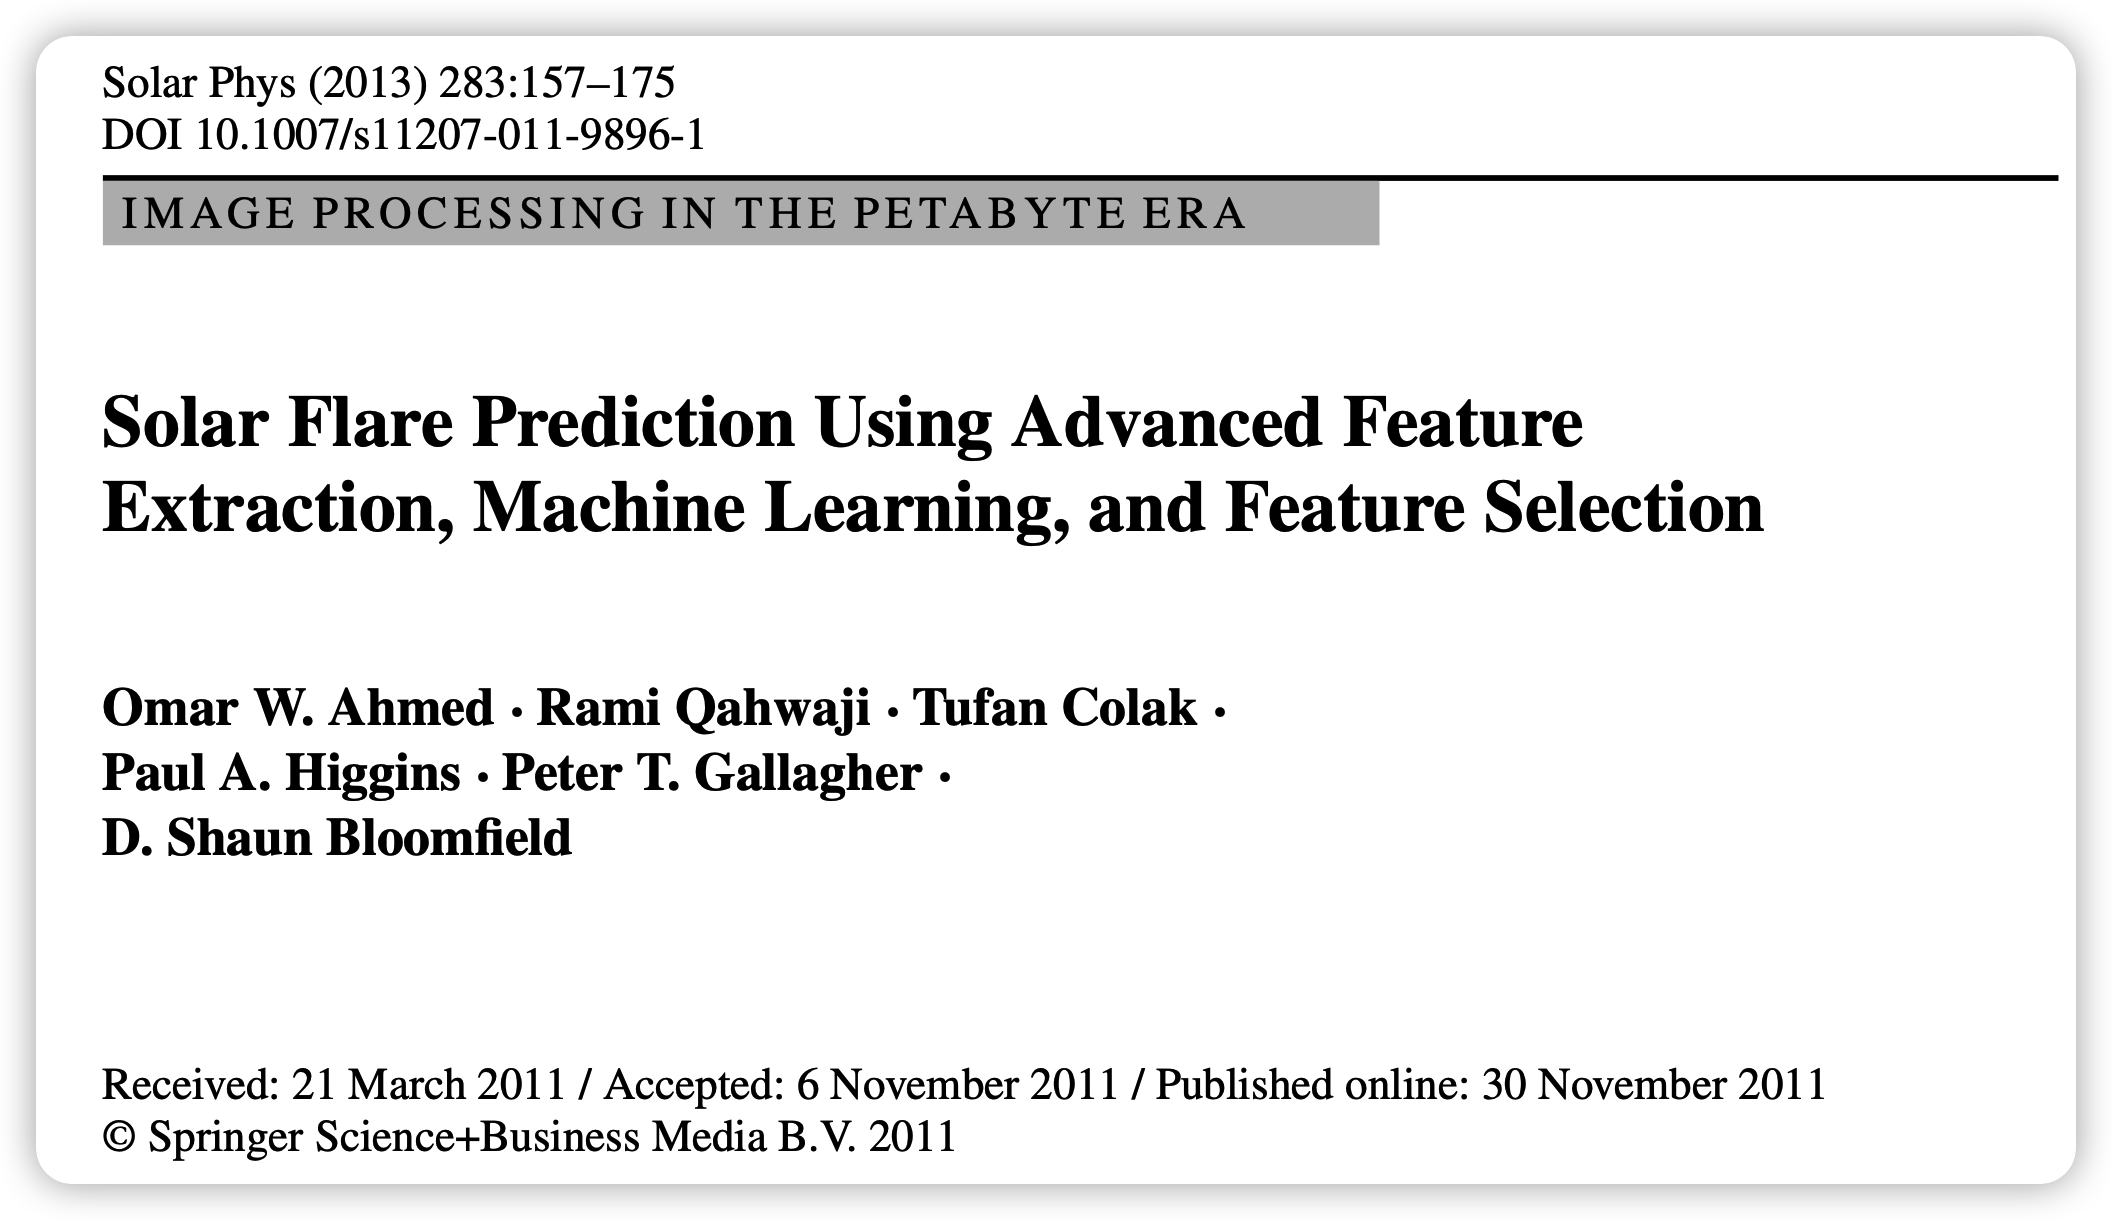 Solar Phys (2013) 283:157–175
DOI 10.1007/s11207-011-9896-1
IMAGE PROCESSING IN THE PETABYTE ERA
Solar Flare Prediction Using Advanced Feature
Extraction, Machine Learning, and Feature Selection
Omar W. Ahmed · Rami Qahwaji · Tufan Colak ·
Paul A. Higgins · Peter T. Gallagher ·
D. Shaun Bloomfield
Received: 21 March 2011 / Accepted: 6 November 2011 / Published online: 30 November 2011
© Springer Science+Business Media B.V. 2011